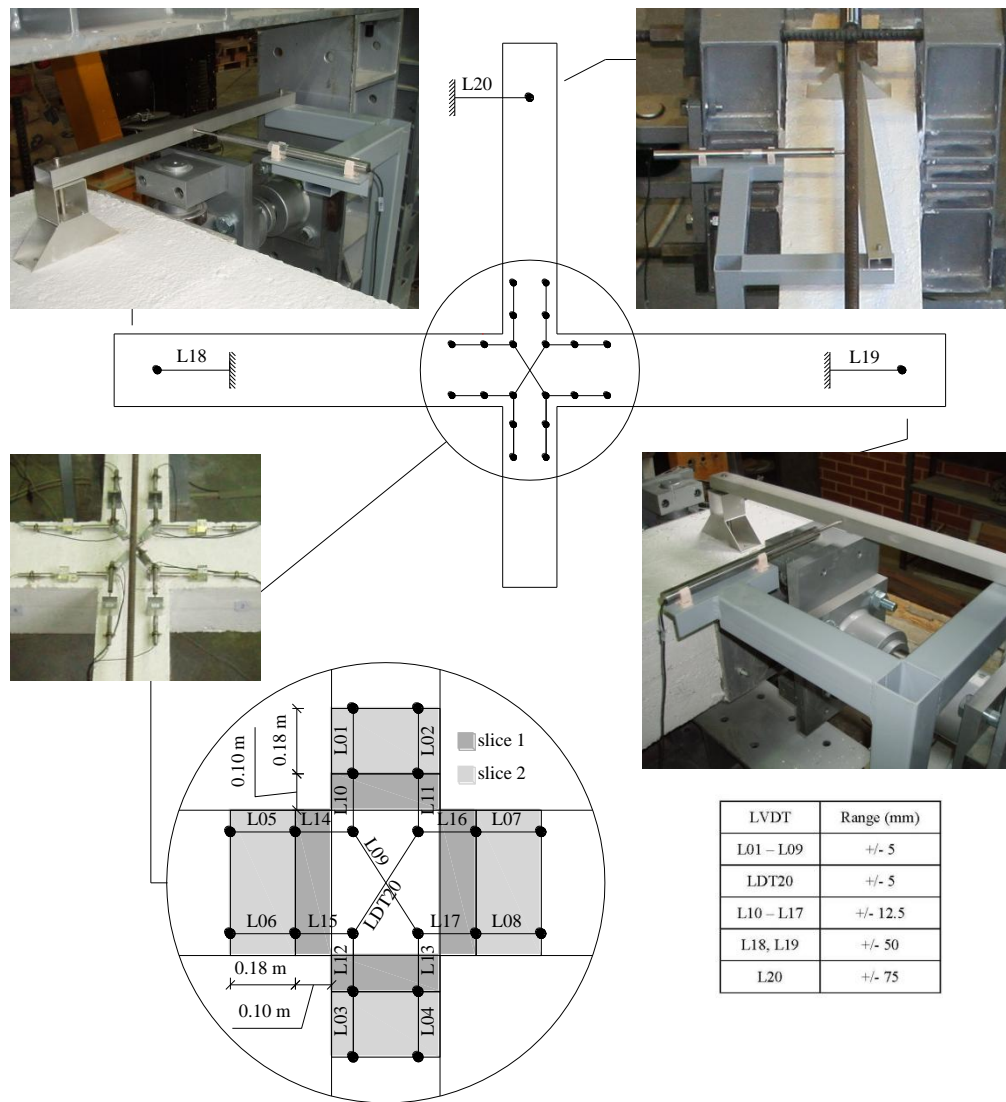 L20
L18
L19
0.10 m
0.18 m
L01
L02
slice 1
slice 2
L10
L11
L05
L14
L16
L07
L09
LDT20
L06
L15
L17
L08
L12
L13
0.18 m
0.10 m
L03
L04
LVDT Range (mm)
L01 – L09 +/- 5
LDT20 +/- 5
L10 – L17 +/- 12.5
L18, L19 +/- 50
L20 +/- 75